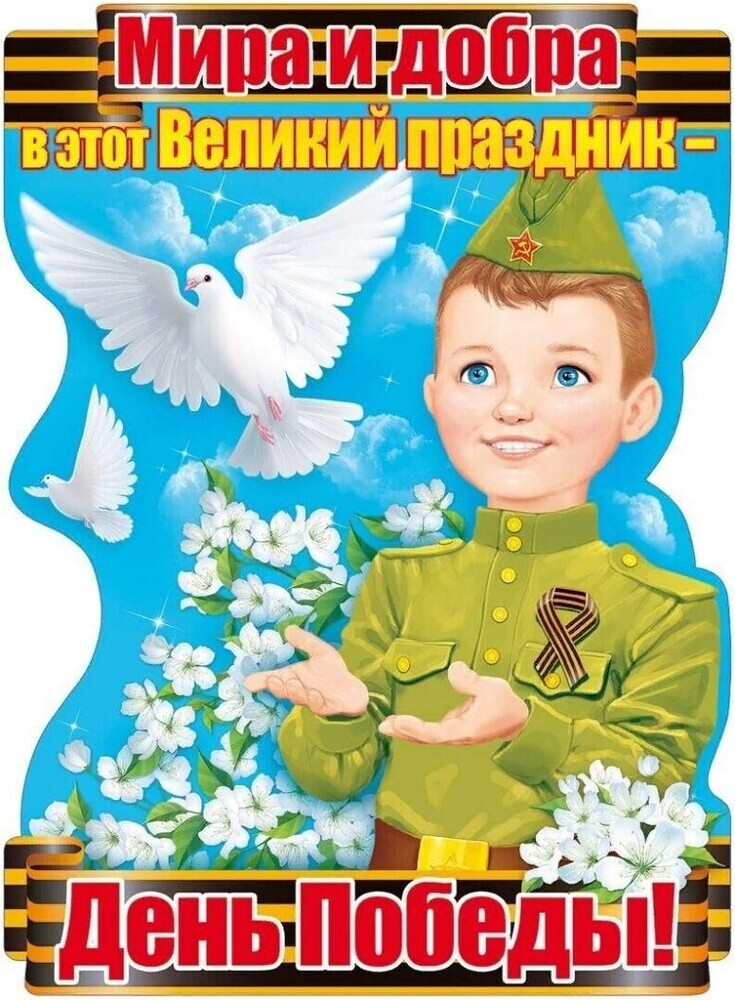 Мира и добра
в этот Великий праздник –
День Победы!